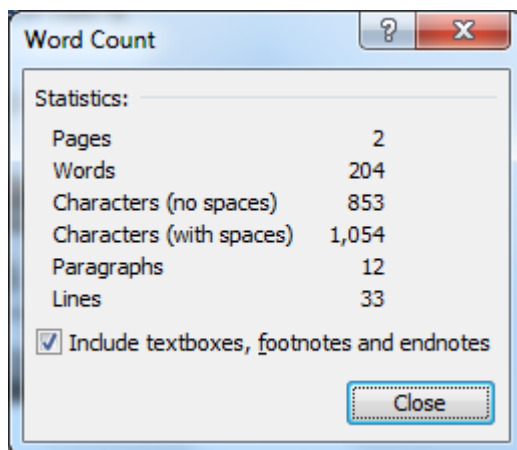 Word Count
Statistics:
Pages 2
Words 204
Characters (no spaces) 853
Characters (with spaces) 1,054
Paragraphs 12
Lines 33
Include textboxes, footnotes and endnotes
Close